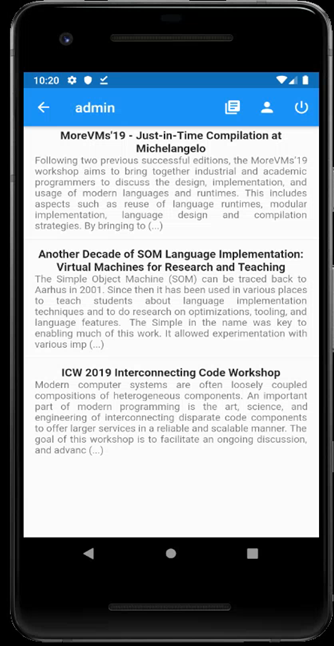 10:20
admin
MoreVMs'19 - Just-in-Time Compilation at
Michelangelo
Following two previous successful editions, the MoreVMs'19
workshop aims to bring together industrial and academic
programmers to discuss the design, implementation, and
usage of modern languages and runtimes. This includes
aspects such as reuse of language runtimes, modular
implementation, language design and compilation
strategies. By bringing to (...)
Another Decade of SOM Language Implementation:
Virtual Machines for Research and Teaching
The Simple Object Machine (SOM) can be traced back to
Aarhus in 2001. Since then it has been used in various places
to teach students about language implementation
techniques and to do research on optimizations, tooling, and
language features. The Simple in the name was key to
enabling much of this work. It allowed experimentation with
various imp (...)
ICW 2019 Interconnecting Code Workshop
Modern computer systems are often loosely coupled
compositions of heterogeneous components. An important
part of modern programming is the art, science, and
engineering of interconnecting disparate code components
to offer larger services in a reliable and scalable manner. The
goal of this workshop is to facilitate an ongoing discussion,
and advanc (...)